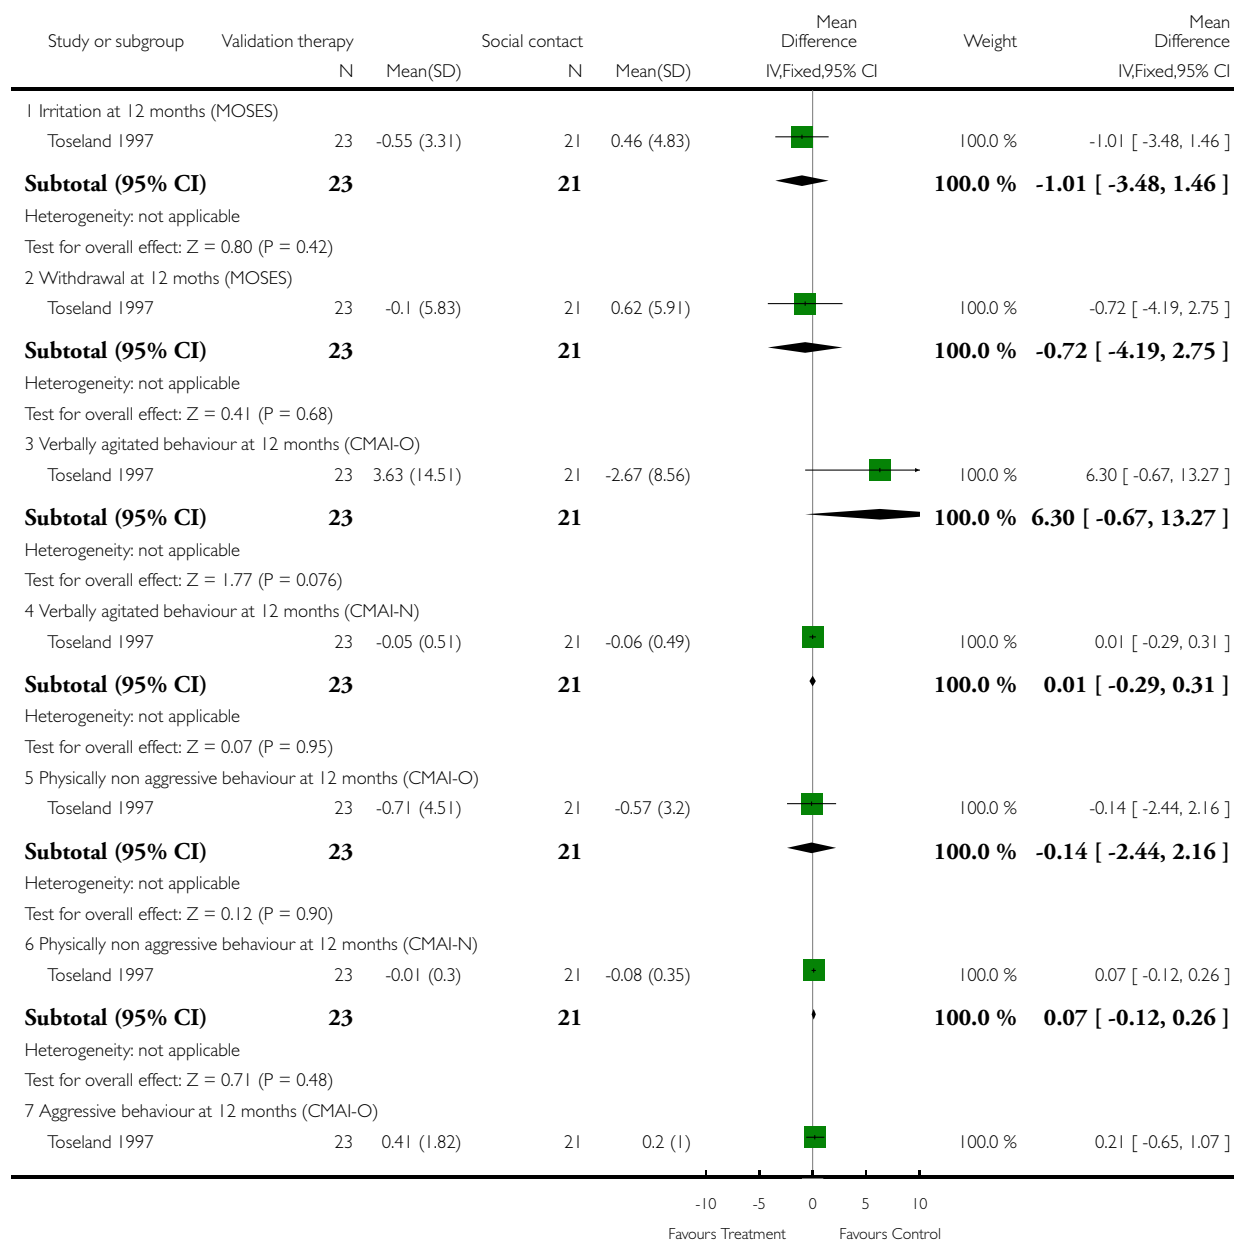 Study or subgroup Validation therapy Social contact Mean Difference Weight Mean Difference
N Mean(SD) N Mean(SD) IV,Fixed,95% CI IV,Fixed,95% CI
1 Irritation at 12 months (MOSES)
Toseland 1997 23 -0.55 (3.31) 21 0.46 (4.83) 100.0 % -1.01 [ -3.48, 1.46 ]
Subtotal (95% CI) 23 21 100.0 % -1.01 [ -3.48, 1.46 ]
Heterogeneity: not applicable
Test for overall effect: Z = 0.80 (P = 0.42)
2 Withdrawal at 12 moths (MOSES)
Toseland 1997 23 -0.1 (5.83) 21 0.62 (5.91) 100.0 % -0.72 [ -4.19, 2.75 ]
Subtotal (95% CI) 23 21 100.0 % -0.72 [ -4.19, 2.75 ]
Heterogeneity: not applicable
Test for overall effect: Z = 0.41 (P = 0.68)
3 Verbally agitated behaviour at 12 months (CMAI-O)
Toseland 1997 23 3.63 (14.51) 21 -2.67 (8.56) 100.0 % 6.30 [ -0.67, 13.27 ]
Subtotal (95% CI) 23 21 100.0 % 6.30 [ -0.67, 13.27 ]
Heterogeneity: not applicable
Test for overall effect: Z = 1.77 (P = 0.076)
4 Verbally agitated behaviour at 12 months (CMAI-N)
Toseland 1997 23 -0.05 (0.51) 21 -0.06 (0.49) 100.0 % 0.01 [ -0.29, 0.31 ]
Subtotal (95% CI) 23 21 100.0 % 0.01 [ -0.29, 0.31 ]
Heterogeneity: not applicable
Test for overall effect: Z = 0.07 (P = 0.95)
5 Physically non aggressive behaviour at 12 months (CMAI-O)
Toseland 1997 23 -0.71 (4.51) 21 -0.57 (3.2) 100.0 % -0.14 [ -2.44, 2.16 ]
Subtotal (95% CI) 23 21 100.0 % -0.14 [ -2.44, 2.16 ]
Heterogeneity: not applicable
Test for overall effect: Z = 0.12 (P = 0.90)
6 Physically non aggressive behaviour at 12 months (CMAI-N)
Toseland 1997 23 -0.01 (0.3) 21 -0.08 (0.35) 100.0 % 0.07 [ -0.12, 0.26 ]
Subtotal (95% CI) 23 21 100.0 % 0.07 [ -0.12, 0.26 ]
Heterogeneity: not applicable
Test for overall effect: Z = 0.71 (P = 0.48)
7 Aggressive behaviour at 12 months (CMAI-O)
Toseland 1997 23 0.41 (1.82) 21 0.2 (1) 100.0 % 0.21 [ -0.65, 1.07 ]
-10 -5 0 5 10
Favours Treatment Favours Control